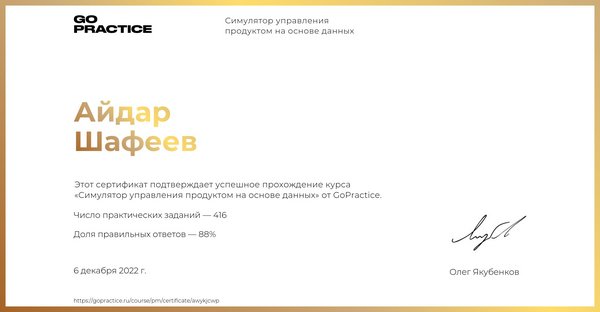 GO
PRACTICE
Симулятор управления
продуктом на основе данных
Айдар
Шафеев
Этот сертификат подтверждает успешное прохождение курса
«Симулятор управления продуктом на основе данных» от GoPractice.
Число практических заданий — 416
Доля правильных ответов — 88%
6 декабря 2022 г.
Олег Якубенков
https://gopractice.ru/course/pm/certificate/awykjcwp